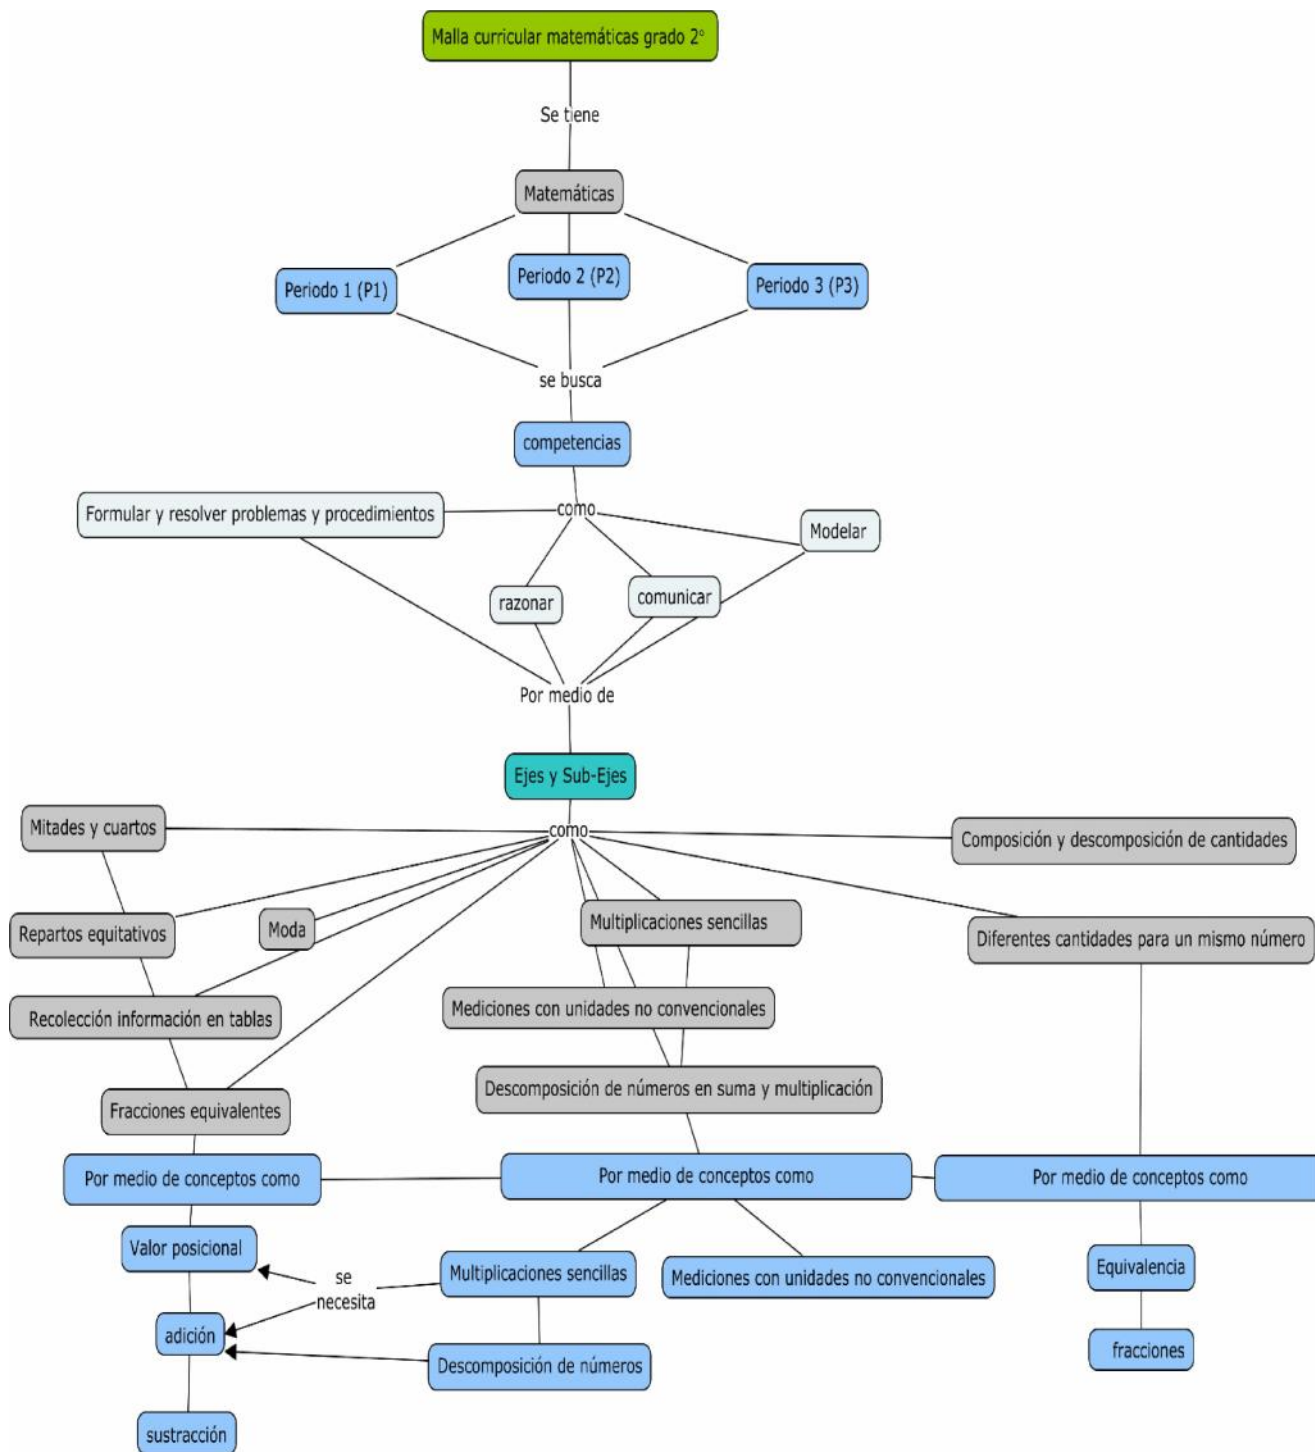 Malla curricular matemáticas grado 2°
Se tiene
Matemáticas
Periodo 1 (P1)
Periodo 2 (P2)
Periodo 3 (P3)
se busca
competencias
Formular y resolver problemas y procedimientos
como
Modelar
razonar
comunicar
Por medio de
Ejes y Sub-Ejes
Mitades y cuartos
como
Composición y descomposición de cantidades
Repartos equitativos
Moda
Multiplicaciones sencillas
Diferentes cantidades para un mismo número
Recolección información en tablas
Mediciones con unidades no convencionales
Descomposición de números en suma y multiplicación
Fracciones equivalentes
Por medio de conceptos como
Por medio de conceptos como
Por medio de conceptos como
Valor posicional
se
necesita
Multiplicaciones sencillas
Mediciones con unidades no convencionales
Equivalencia
adición
Descomposición de números
fracciones
sustracción